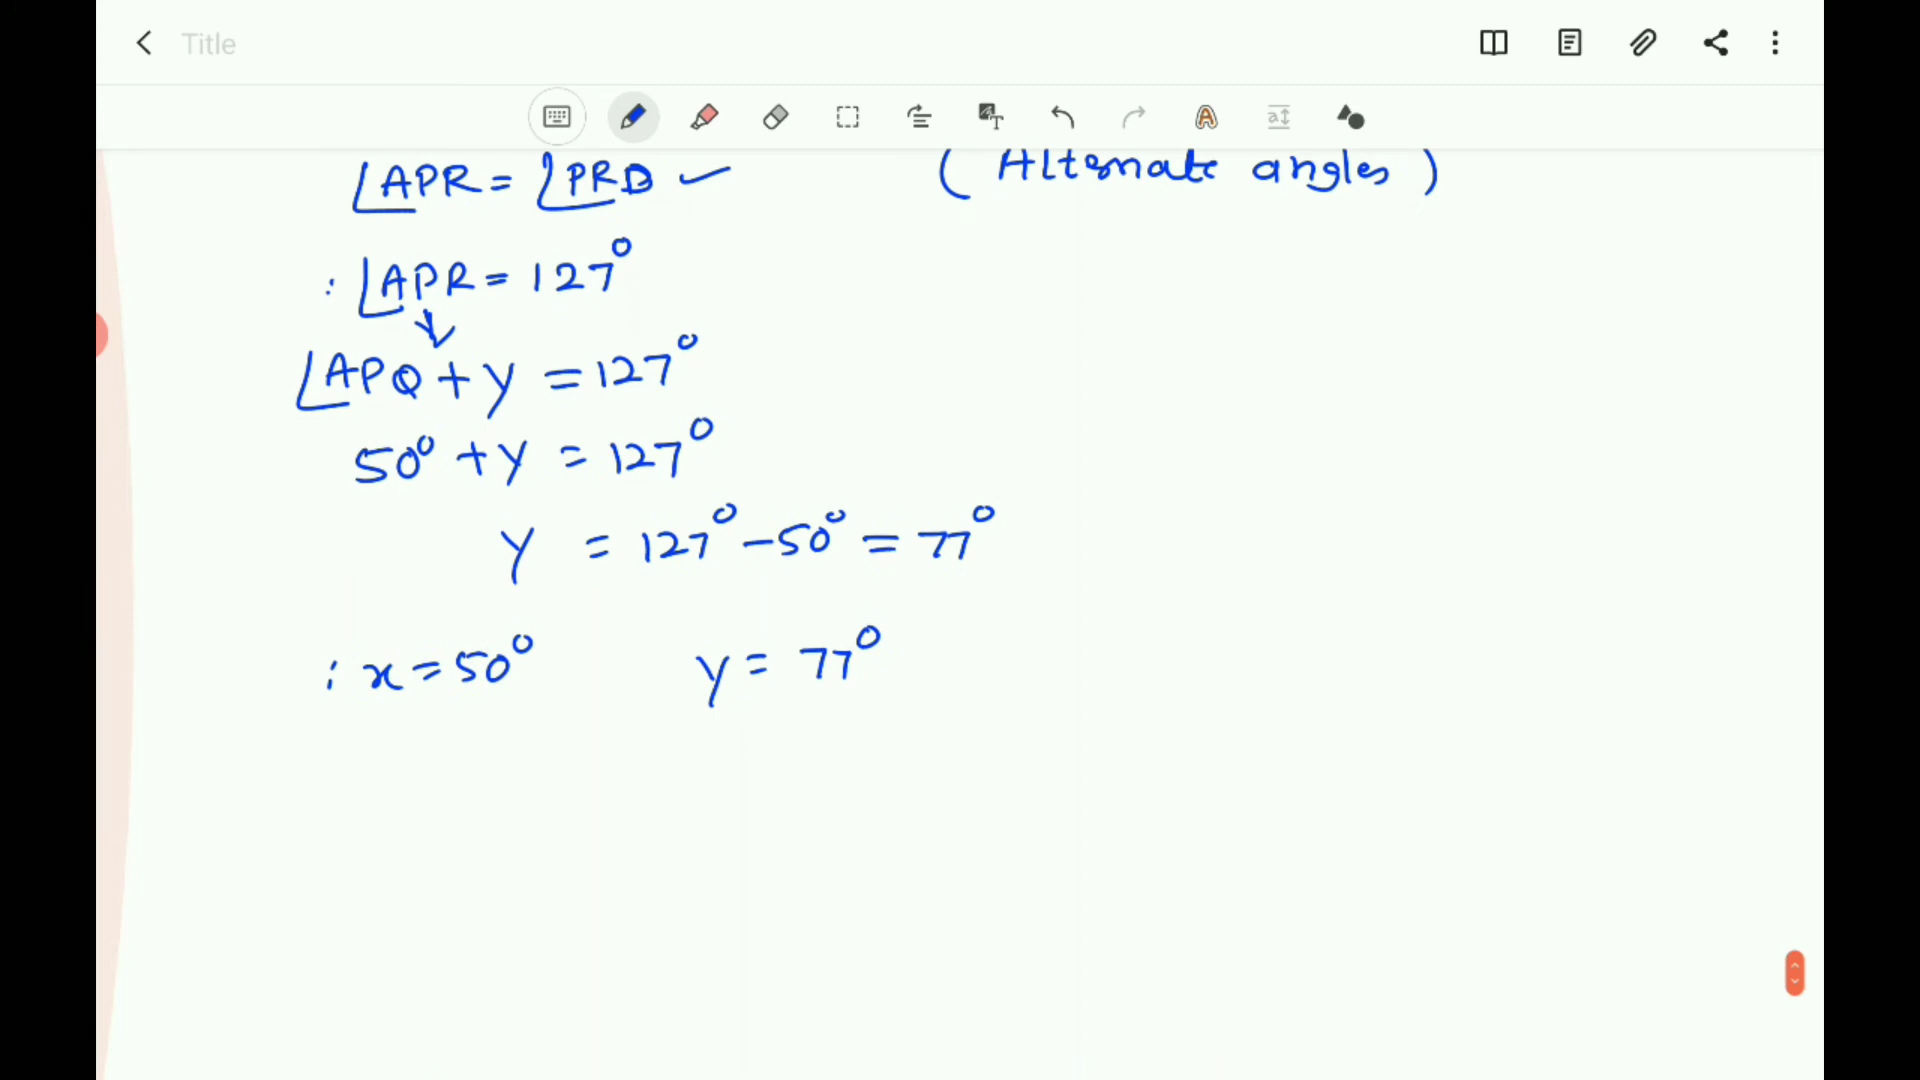 Title
∠APR = ∠PRD ✓ (Alternate angles)
: ∠APR = 127°
∠APQ + y = 127°
50° + y = 127°
y = 127° - 50° = 77°
: x = 50° y = 77°